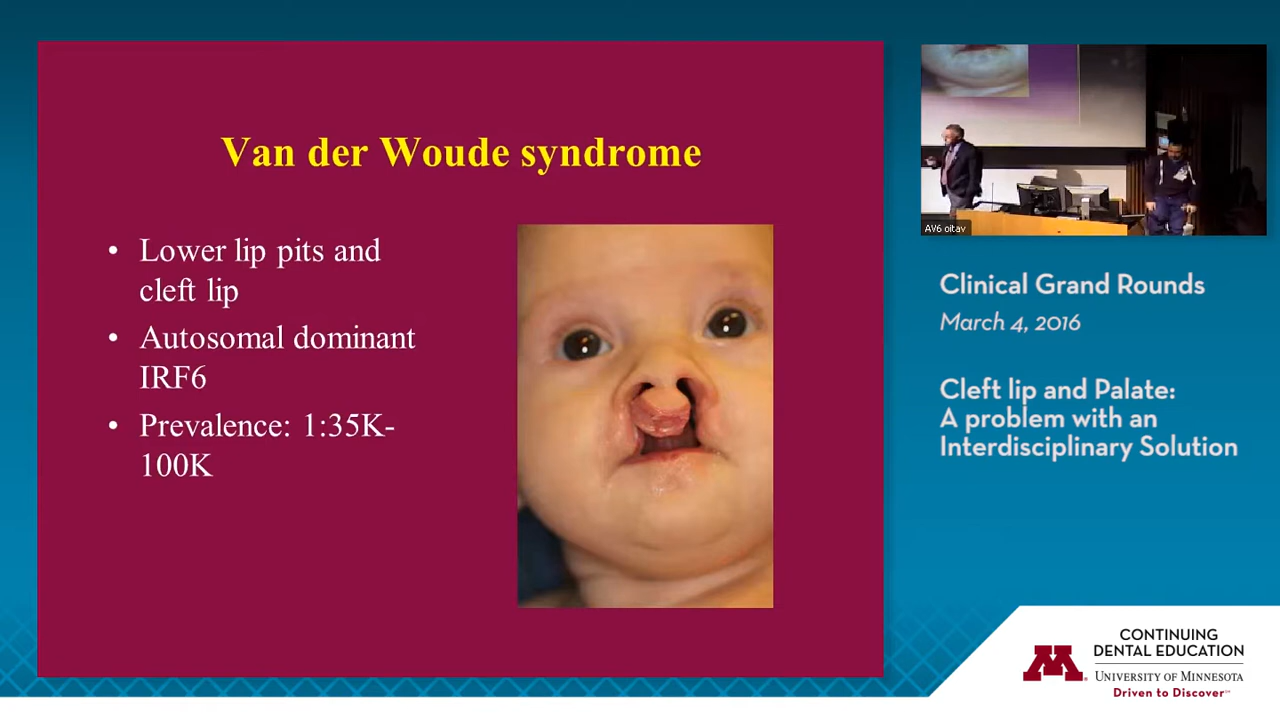 Van der Woude syndrome
• Lower lip pits and
cleft lip
• Autosomal dominant
IRF6
• Prevalence: 1:35K-
100K
AV6 oitav
Clinical Grand Rounds
March 4, 2016
Cleft lip and Palate:
A problem with an
Interdisciplinary Solution
M
CONTINUING
DENTAL EDUCATION
UNIVERSITY OF MINNESOTA
Driven to Discover℠